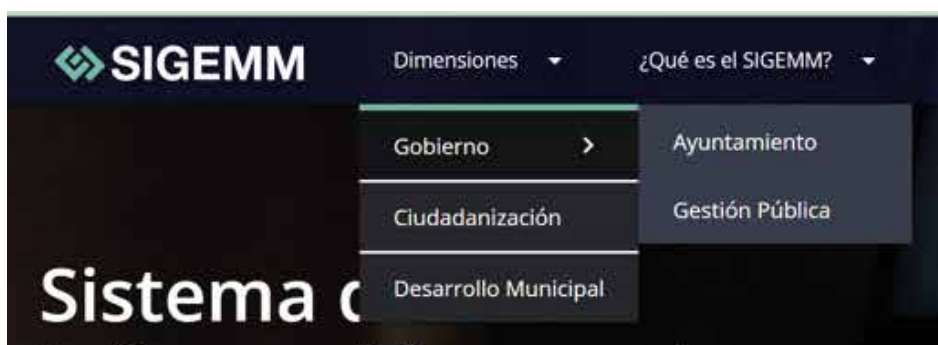 SIGEMM
Dimensiones
¿Qué es el SIGEMM?
Gobierno
Ayuntamiento
Gestión Pública
Ciudadanización
Desarrollo Municipal
Sistema